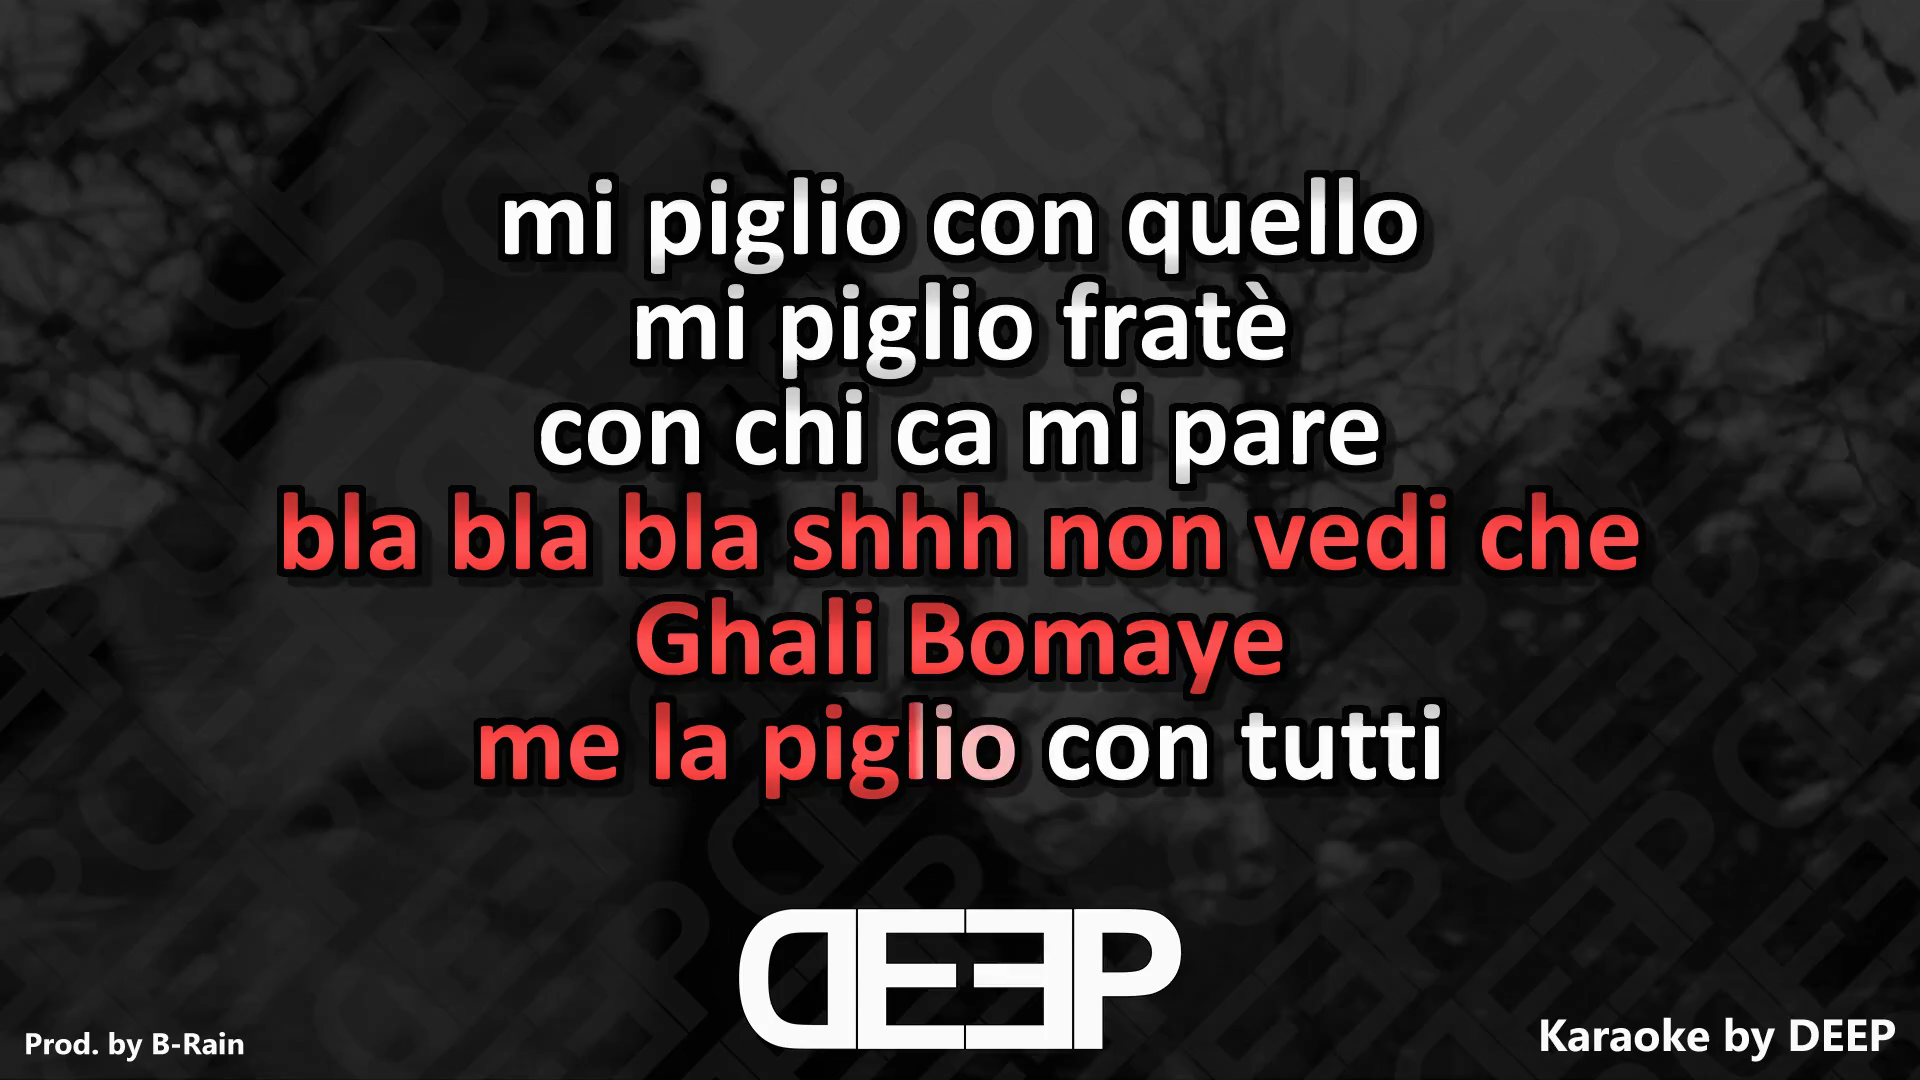 mi piglio con quello
mi piglio fratè
con chi ca mi pare
bla bla bla shhh non vedi che
Ghali Bomaye
me la piglio con tutti
DEEP
Prod. by B-Rain
Karaoke by DEEP